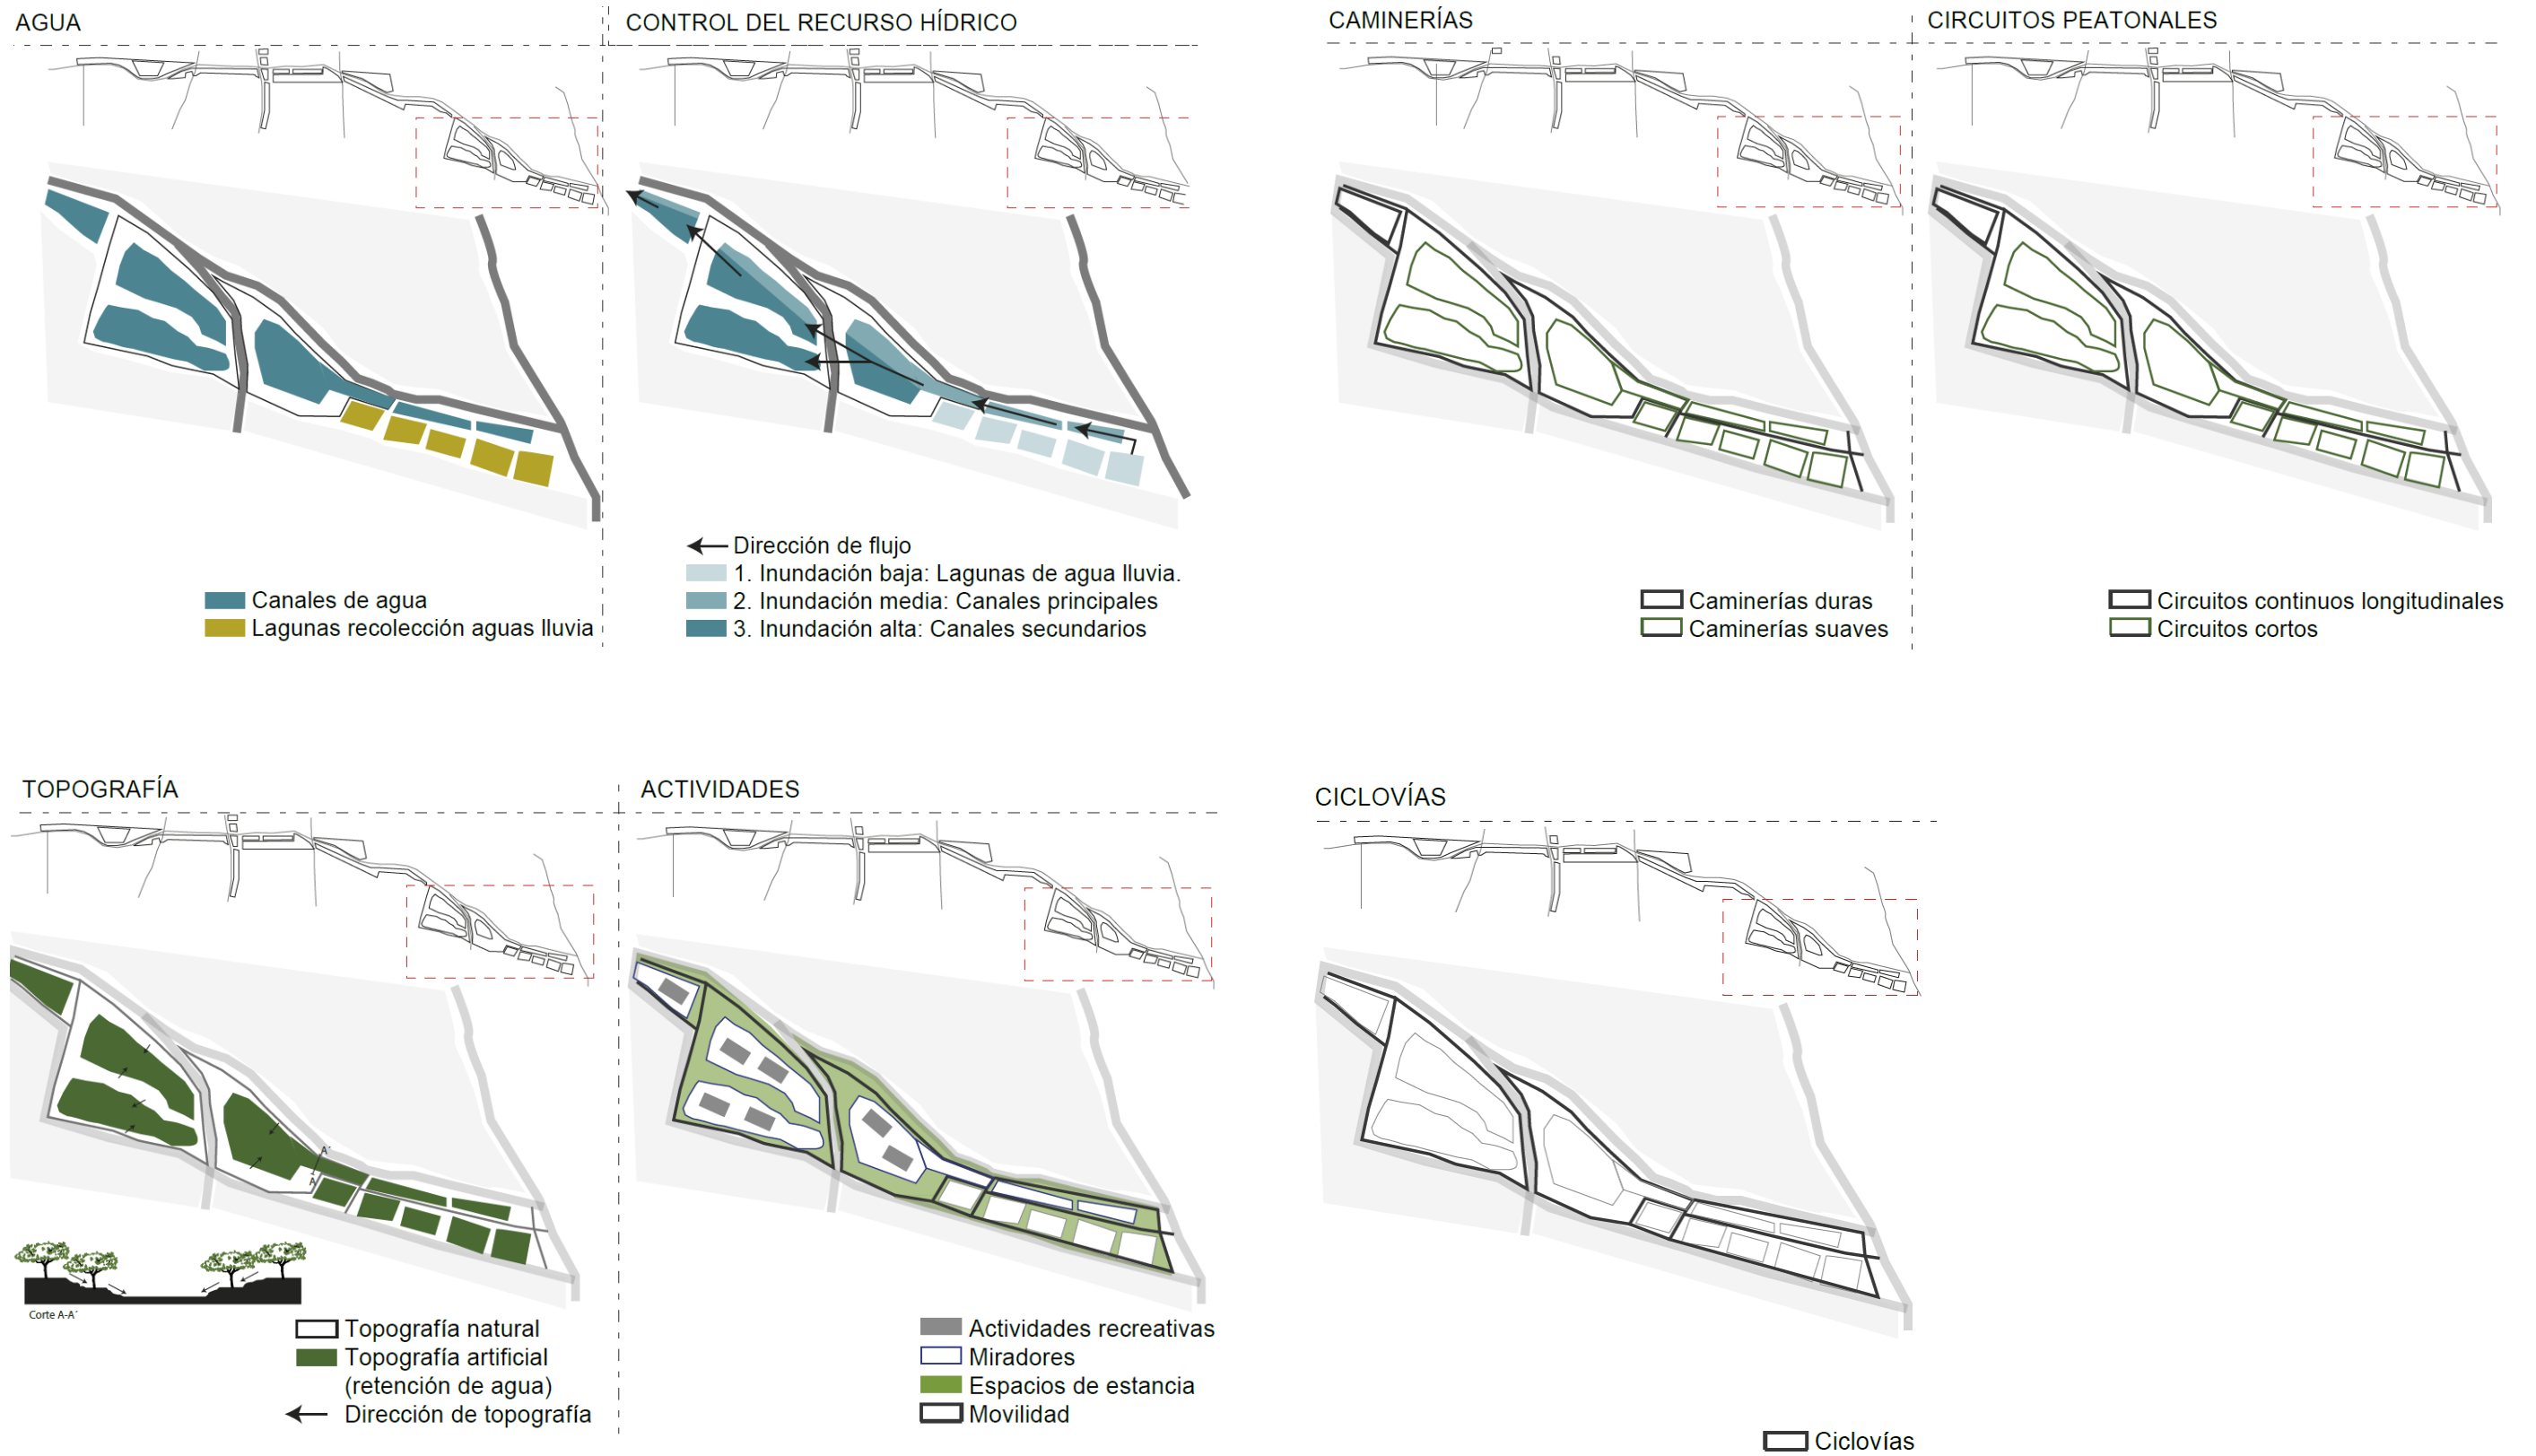 AGUA
CONTROL DEL RECURSO HÍDRICO
Dirección de flujo
1. Inundación baja: Lagunas de agua lluvia.
Canales de agua
2. Inundación media: Canales principales
Lagunas recolección aguas lluvia
3. Inundación alta: Canales secundarios
CAMINERÍAS
CIRCUITOS PEATONALES
Caminerías duras
Circuitos continuos longitudinales
Caminerías suaves
Circuitos cortos
TOPOGRAFÍA
ACTIVIDADES
A´
A
Corte A-A´
Topografía natural
Topografía artificial
(retención de agua)
Dirección de topografía
Actividades recreativas
Miradores
Espacios de estancia
Movilidad
CICLOVÍAS
Ciclovías